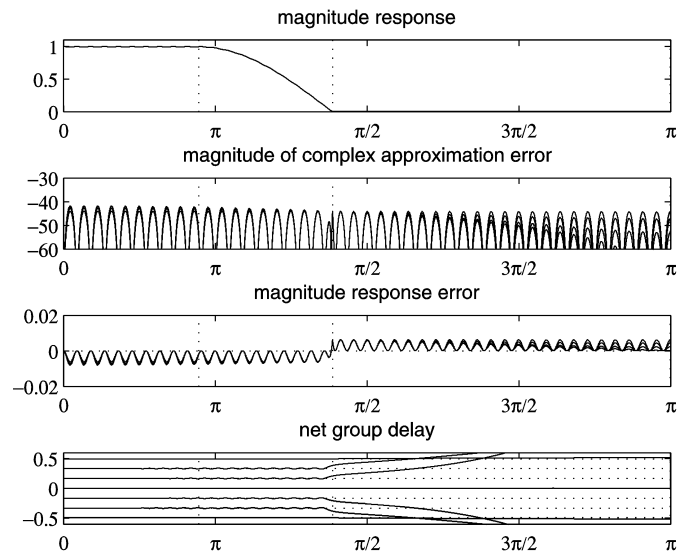 magnitude response
1
0.5
0
0 π π/2 3π/2 π
magnitude of complex approximation error
−30
−40
−50
−60
0 π π/2 3π/2 π
magnitude response error
0.02
0
−0.02
0 π π/2 3π/2 π
net group delay
0.5
0
−0.5
0 π π/2 3π/2 π